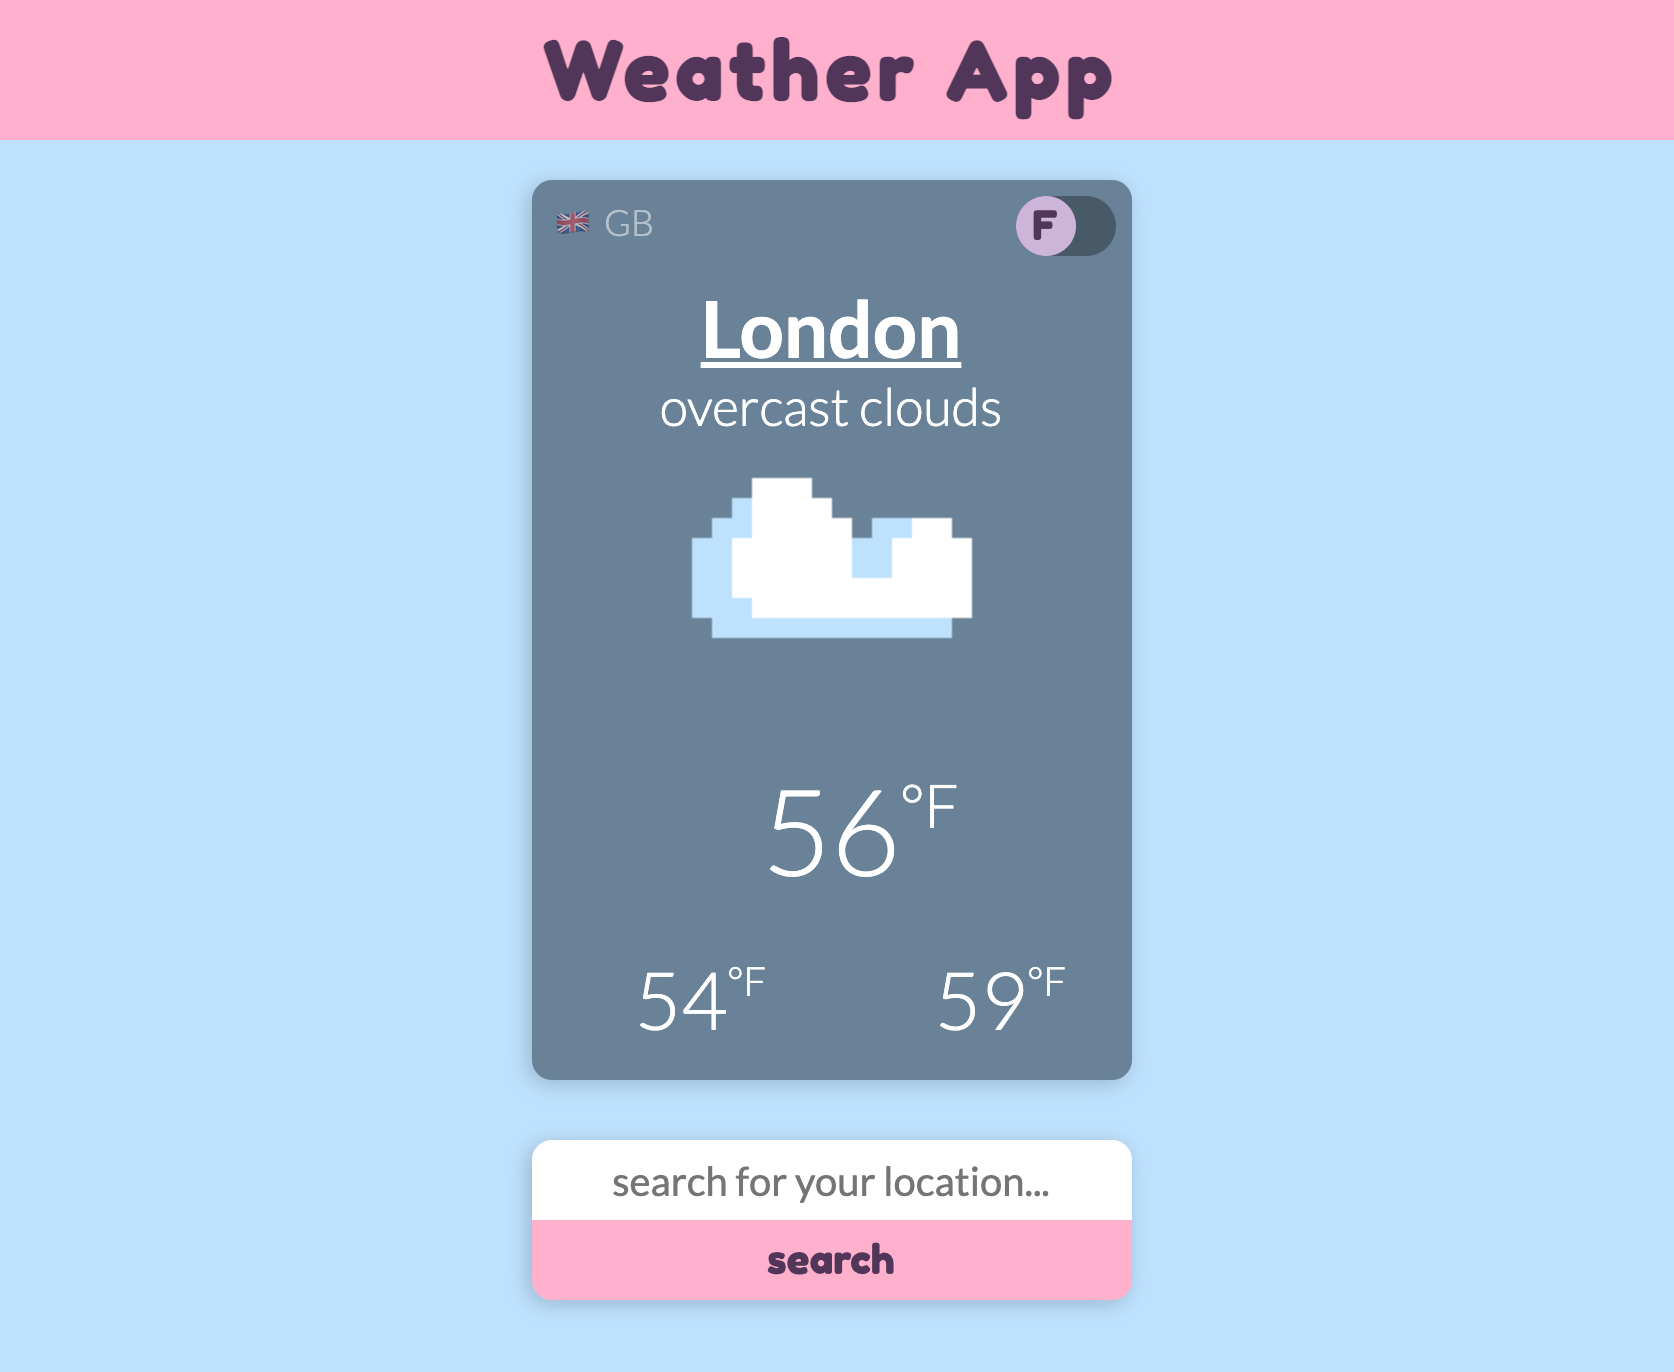 Weather App
🇬🇧 GB
F
London
overcast clouds
56°F
54°F 59°F
search for your location...
search